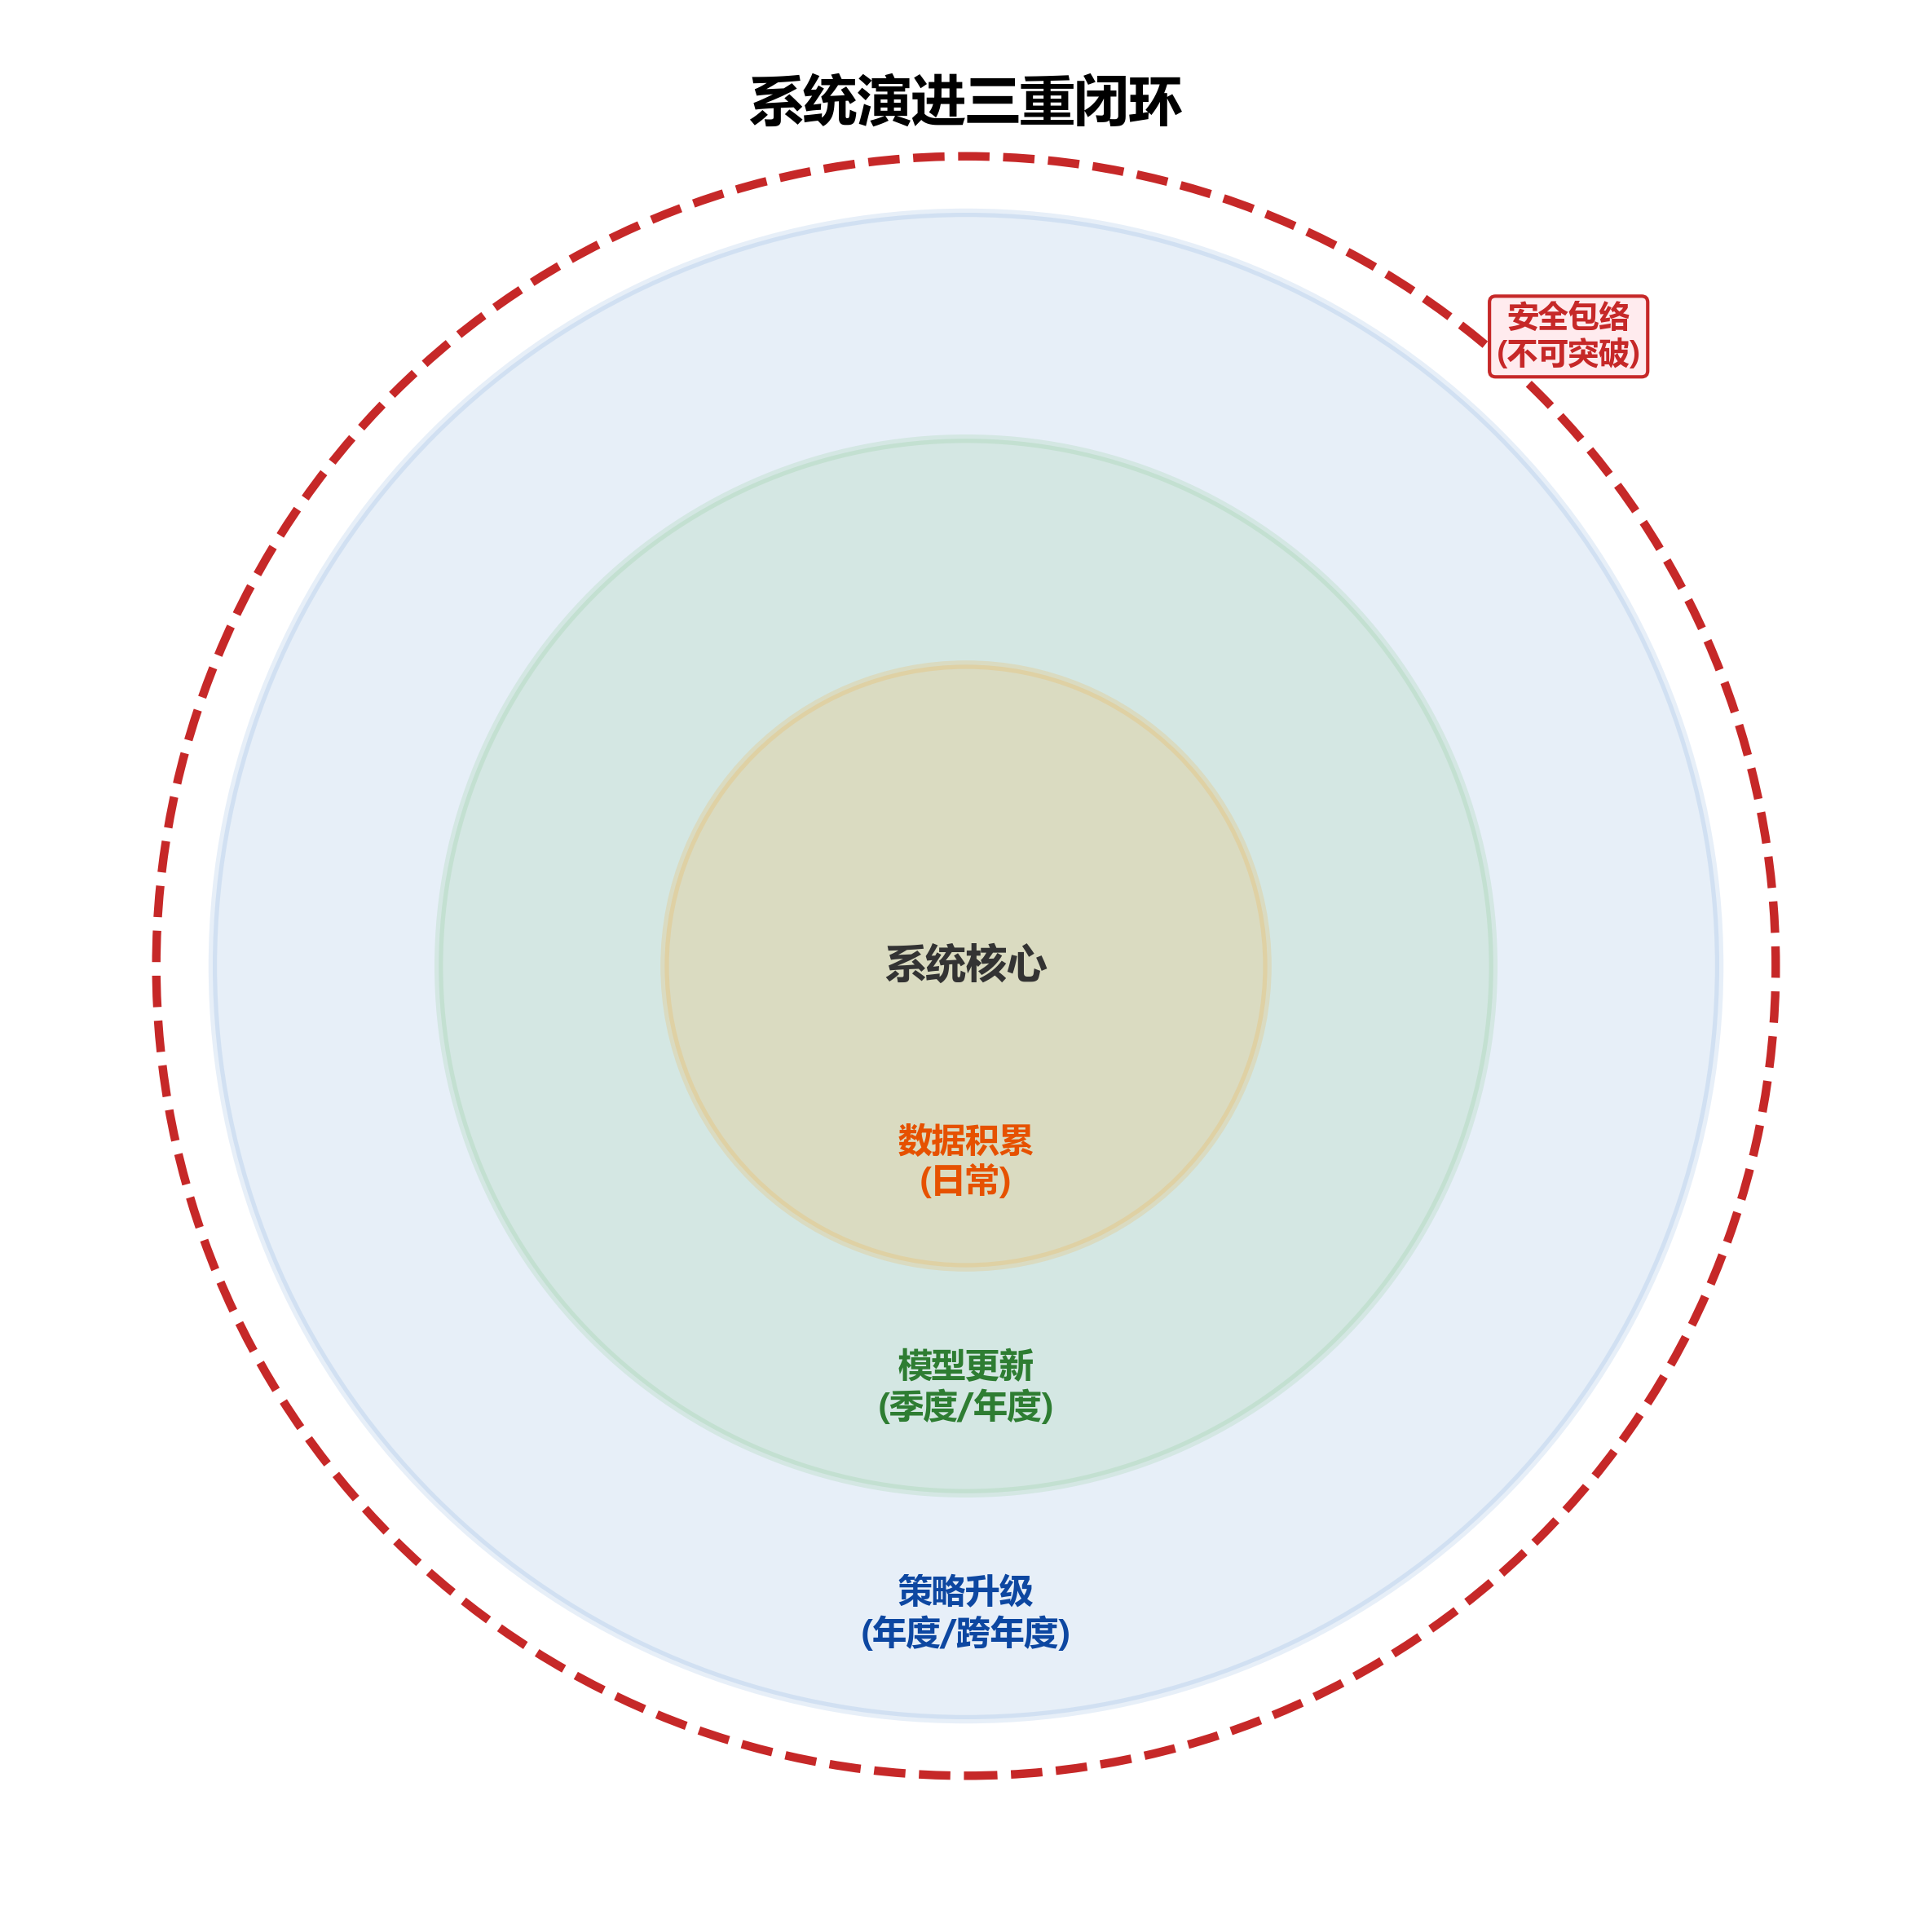 系统演进三重闭环
安全包络
(不可突破)
系统核心
数据积累
(日常)
模型更新
(季度/年度)
策略升级
(年度/跨年度)